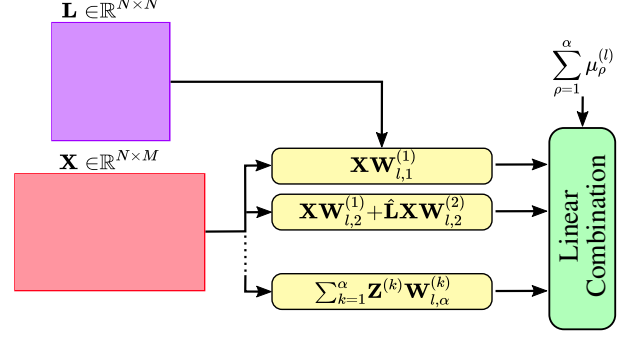 𝐋 ∈ℝ^{N×N}
∑_{ρ=1}^{α} μ_ρ^{(l)}
𝐗 ∈ℝ^{N×M}
𝐗𝐖_{l,1}^{(1)}
𝐗𝐖_{l,2}^{(1)}+𝐋̂𝐗𝐖_{l,2}^{(2)}
∑_{k=1}^{α} 𝐙^{(k)}𝐖_{l,α}^{(k)}
Linear
Combination